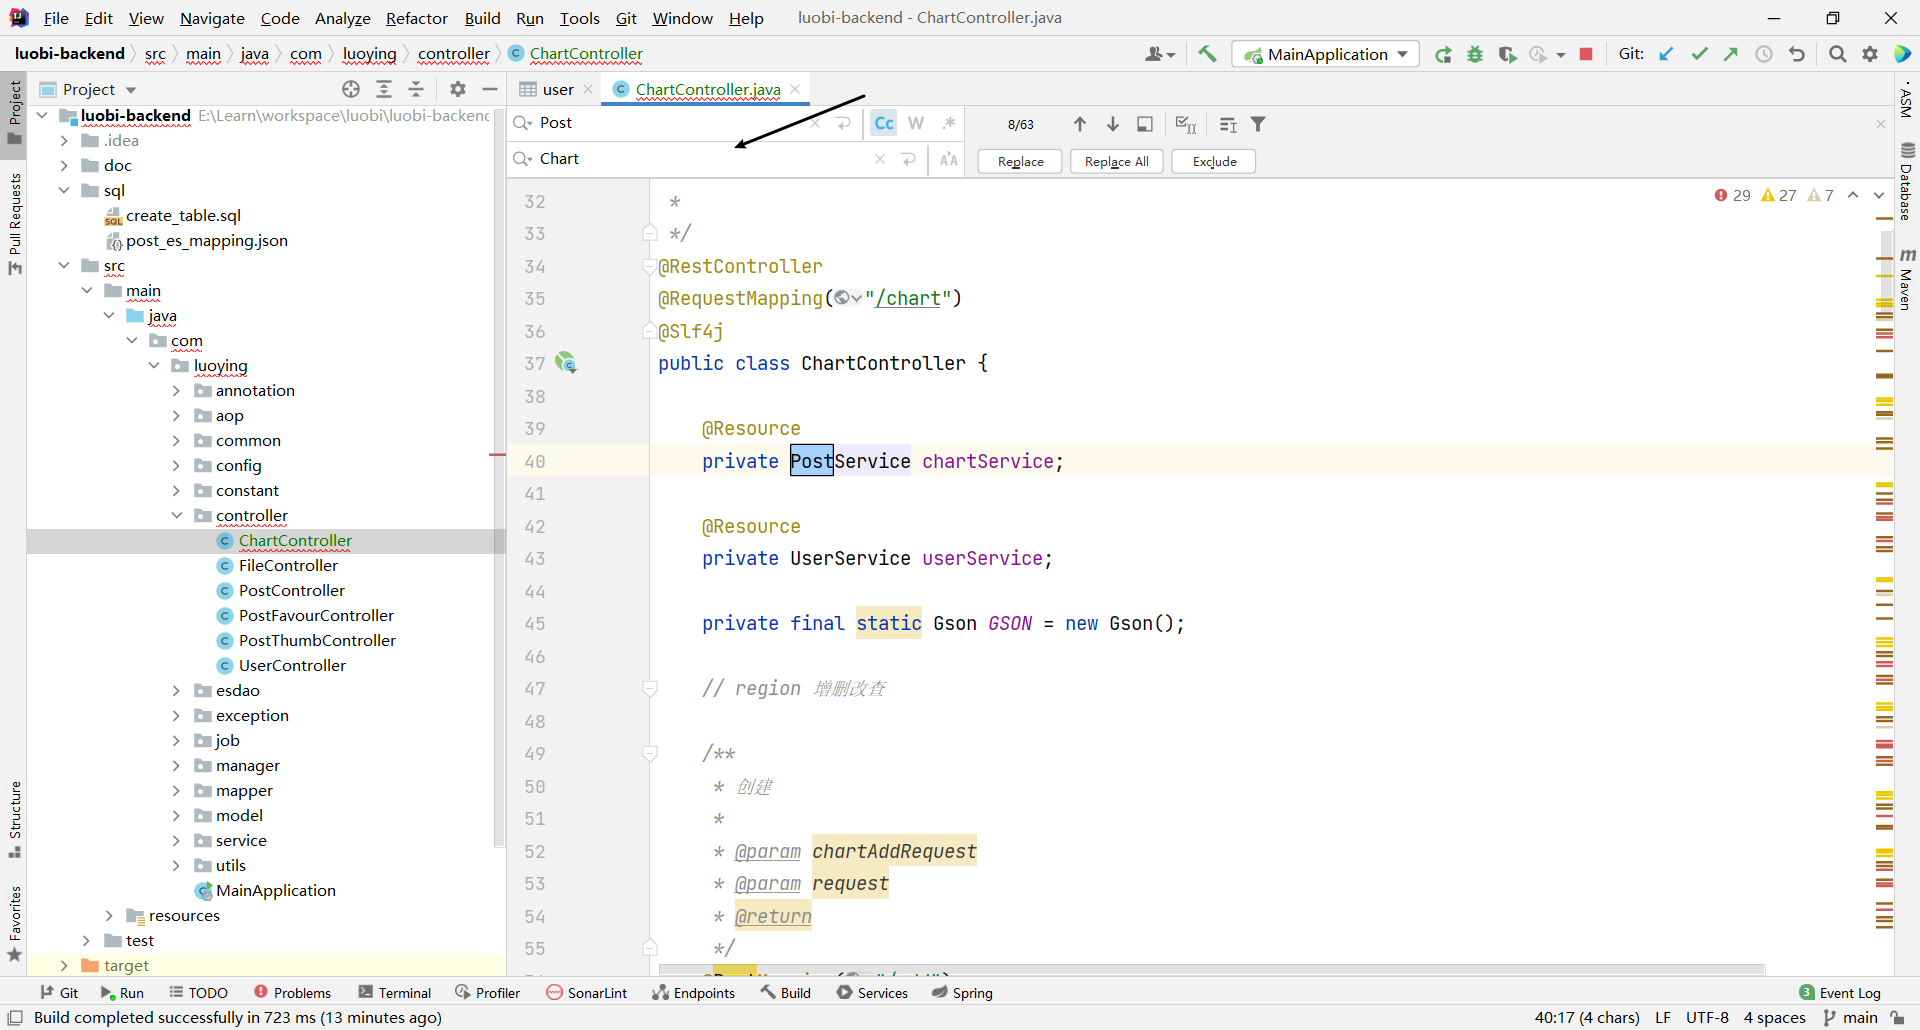 File Edit View Navigate Code Analyze Refactor Build Run Tools Git Window Help luobi-backend - ChartController.java
luobi-backend src main java com luoying controller ChartController MainApplication Git:
Project user ChartController.java
Project
Pull Requests
Structure
Favorites
luobi-backend E:\Learn\workspace\luobi\luobi-backend
.idea
doc
sql
create_table.sql
post_es_mapping.json
src
main
java
com
luoying
annotation
aop
common
config
constant
controller
ChartController
FileController
PostController
PostFavourController
PostThumbController
UserController
esdao
exception
job
manager
mapper
model
service
utils
MainApplication
resources
test
target
Post Cc W .* 8/63
Chart Replace Replace All Exclude
29 27 7
32 *
33 */
34 @RestController
35 @RequestMapping("/chart")
36 @Slf4j
37 public class ChartController {
38
39 @Resource
40 private PostService chartService;
41
42 @Resource
43 private UserService userService;
44
45 private final static Gson GSON = new Gson();
46
47 // region 增删改查
48
49 /**
50 * 创建
51 *
52 * @param chartAddRequest
53 * @param request
54 * @return
55 */
ASM
Database
Maven
Git Run TODO Problems Terminal Profiler SonarLint Endpoints Build Services Spring 3 Event Log
Build completed successfully in 723 ms (13 minutes ago) 40:17 (4 chars) LF UTF-8 4 spaces main